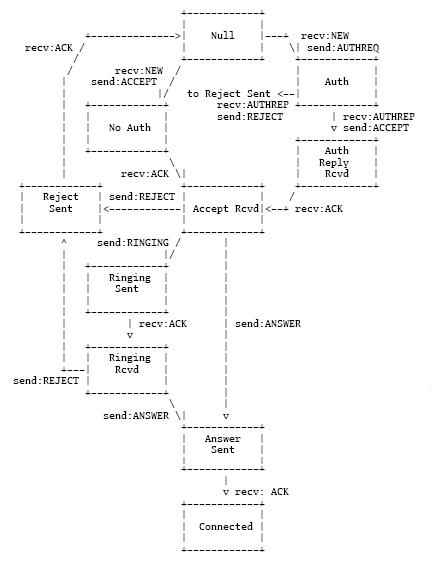 Null
recv:NEW
recv:ACK
send:AUTHREQ
recv:NEW
send:ACCEPT
Auth
to Reject Sent
recv:AUTHREP
send:REJECT
recv:AUTHREP
send:ACCEPT
No Auth
Auth
Reply
Rcvd
recv:ACK
Reject
Sent
send:REJECT
Accept Rcvd
recv:ACK
send:RINGING
Ringing
Sent
recv:ACK
send:ANSWER
Ringing
Rcvd
send:REJECT
send:ANSWER
Answer
Sent
recv: ACK
Connected